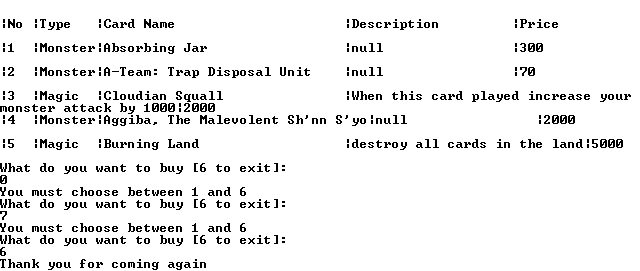 |No |Type |Card Name |Description |Price
|1 |Monster|Absorbing Jar |null |300
|2 |Monster|A-Team: Trap Disposal Unit |null |70
|3 |Magic |Cloudian Squall |When this card played increase your
monster attack by 1000|2000
|4 |Monster|Aggiba, The Malevolent Sh'nn S'yo|null |2000
|5 |Magic |Burning Land |destroy all cards in the land|5000
What do you want to buy [6 to exit]:
0
You must choose between 1 and 6
What do you want to buy [6 to exit]:
7
You must choose between 1 and 6
What do you want to buy [6 to exit]:
6
Thank you for coming again